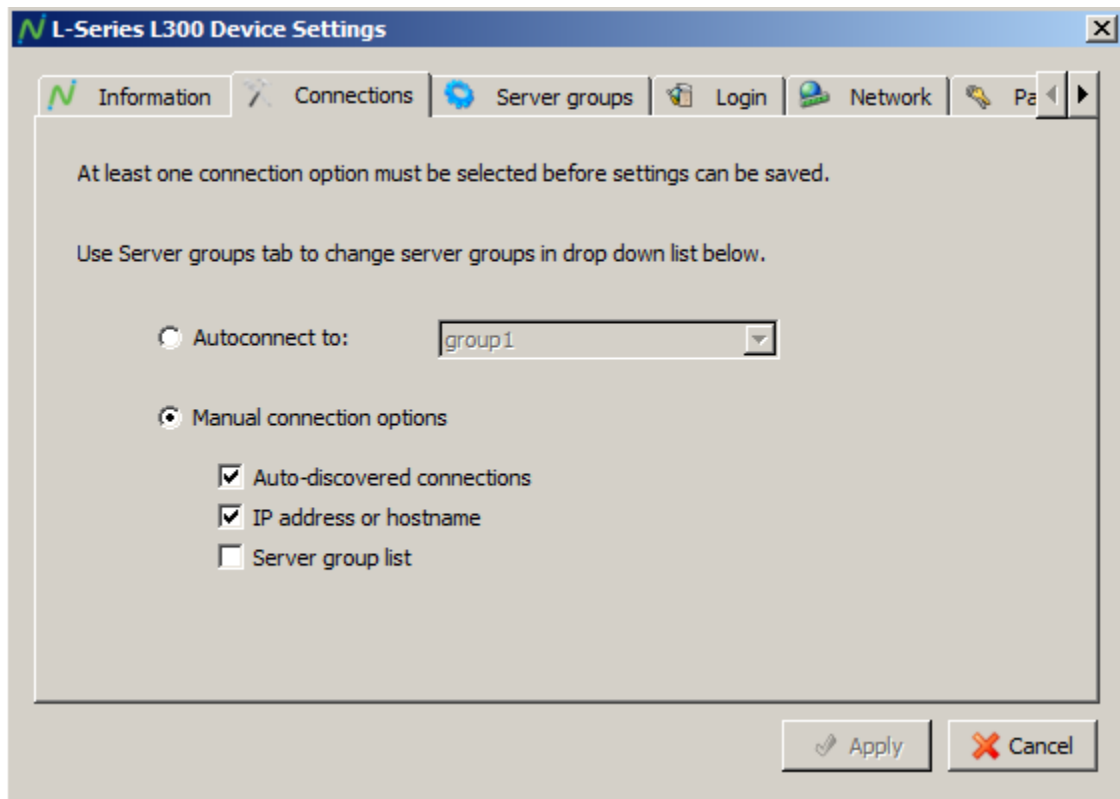 L-Series L300 Device Settings
Information Connections Server groups Login Network Pa
At least one connection option must be selected before settings can be saved.
Use Server groups tab to change server groups in drop down list below.
Autoconnect to: group1
Manual connection options
Auto-discovered connections
IP address or hostname
Server group list
Apply Cancel